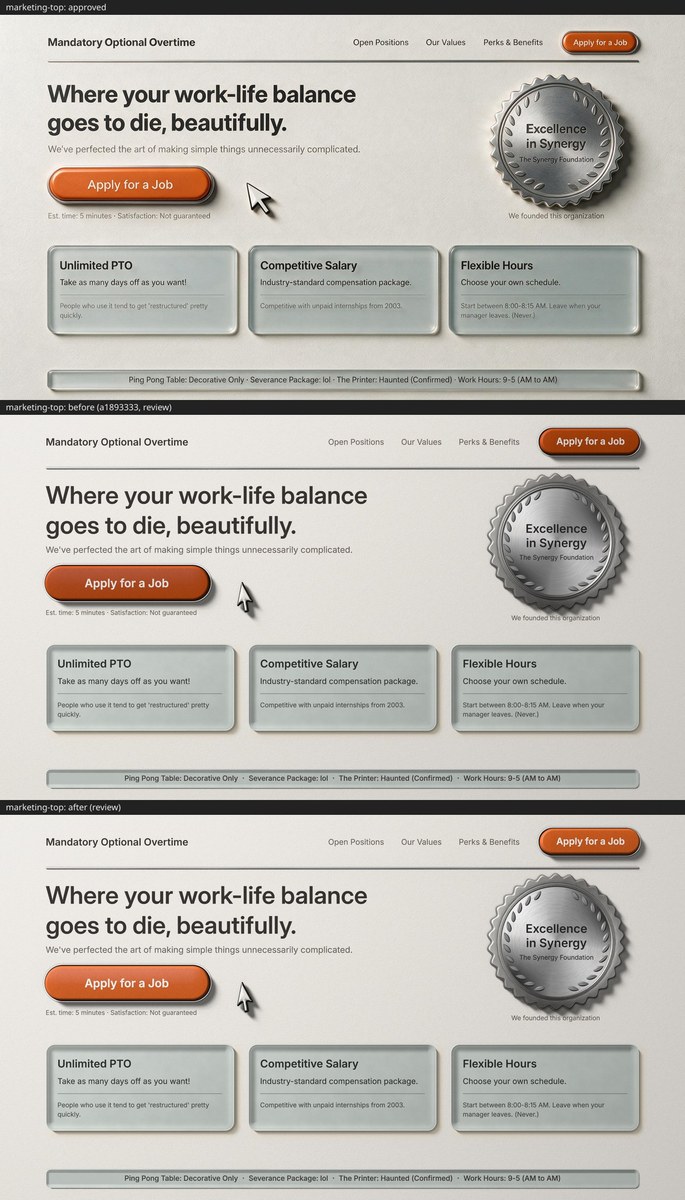 marketing-top: approved
Mandatory Optional Overtime
Open Positions
Our Values
Perks & Benefits
Apply for a Job
Where your work-life balance
goes to die, beautifully.
We've perfected the art of making simple things unnecessarily complicated.
Apply for a Job
Est. time: 5 minutes · Satisfaction: Not guaranteed
Excellence
in Synergy
The Synergy Foundation
We founded this organization
Unlimited PTO
Take as many days off as you want!
People who use it tend to get 'restructured' pretty
quickly.
Competitive Salary
Industry-standard compensation package.
Competitive with unpaid internships from 2003.
Flexible Hours
Choose your own schedule.
Start between 8:00-8:15 AM. Leave when your
manager leaves. (Never.)
Ping Pong Table: Decorative Only · Severance Package: lol · The Printer: Haunted (Confirmed) · Work Hours: 9-5 (AM to AM)
marketing-top: before (a1893333, review)
Mandatory Optional Overtime
Open Positions
Our Values
Perks & Benefits
Apply for a Job
Where your work-life balance
goes to die, beautifully.
We've perfected the art of making simple things unnecessarily complicated.
Apply for a Job
Est. time: 5 minutes · Satisfaction: Not guaranteed
Excellence
in Synergy
The Synergy Foundation
We founded this organization
Unlimited PTO
Take as many days off as you want!
People who use it tend to get 'restructured' pretty
quickly.
Competitive Salary
Industry-standard compensation package.
Competitive with unpaid internships from 2003.
Flexible Hours
Choose your own schedule.
Start between 8:00-8:15 AM. Leave when your
manager leaves. (Never.)
Ping Pong Table: Decorative Only · Severance Package: lol · The Printer: Haunted (Confirmed) · Work Hours: 9-5 (AM to AM)
marketing-top: after (review)
Mandatory Optional Overtime
Open Positions
Our Values
Perks & Benefits
Apply for a Job
Where your work-life balance
goes to die, beautifully.
We've perfected the art of making simple things unnecessarily complicated.
Apply for a Job
Est. time: 5 minutes · Satisfaction: Not guaranteed
Excellence
in Synergy
The Synergy Foundation
We founded this organization
Unlimited PTO
Take as many days off as you want!
People who use it tend to get 'restructured' pretty
quickly.
Competitive Salary
Industry-standard compensation package.
Competitive with unpaid internships from 2003.
Flexible Hours
Choose your own schedule.
Start between 8:00-8:15 AM. Leave when your
manager leaves. (Never.)
Ping Pong Table: Decorative Only · Severance Package: lol · The Printer: Haunted (Confirmed) · Work Hours: 9-5 (AM to AM)